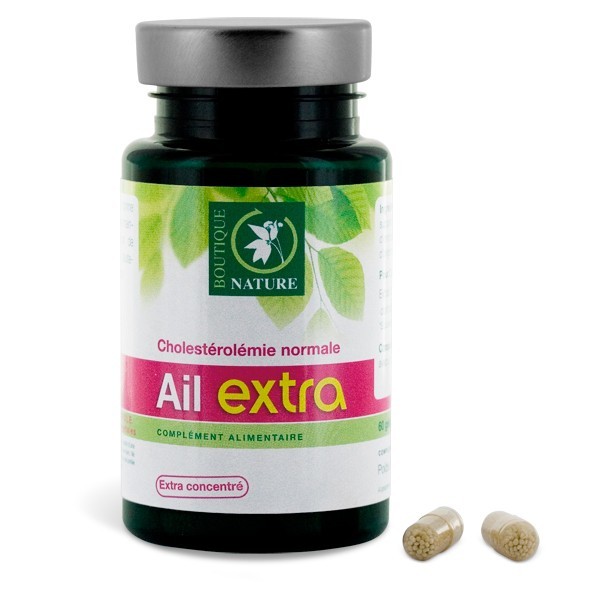 BOUTIQUE
NATURE
Cholestérolémie normale
Ail extra
COMPLÉMENT ALIMENTAIRE
Extra concentré